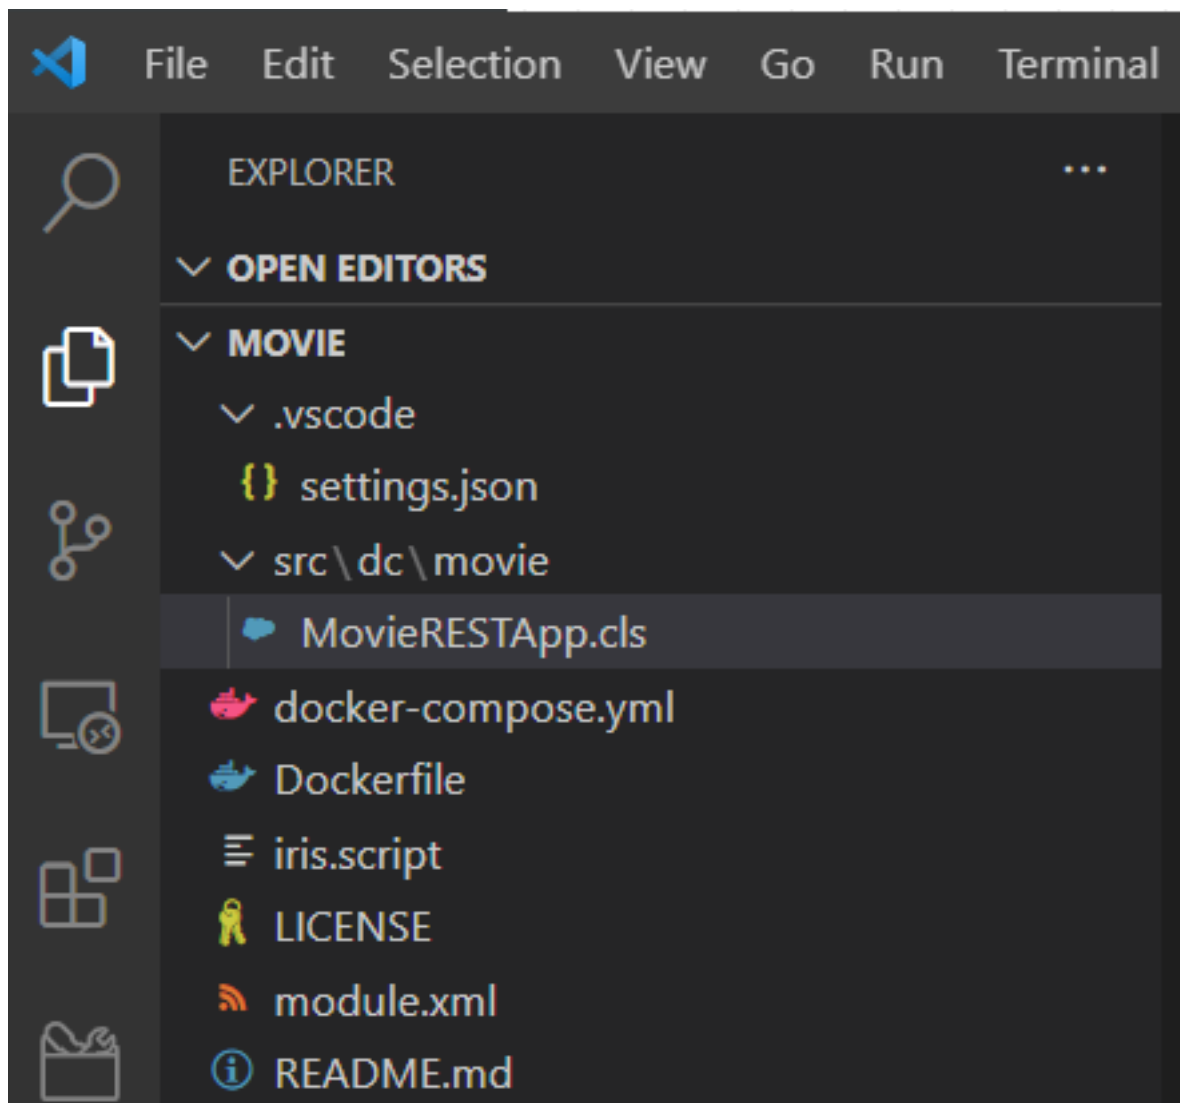 File Edit Selection View Go Run Terminal
EXPLORER ...
OPEN EDITORS
MOVIE
.vscode
{} settings.json
src\dc\movie
MovieRESTApp.cls
docker-compose.yml
Dockerfile
iris.script
LICENSE
module.xml
README.md